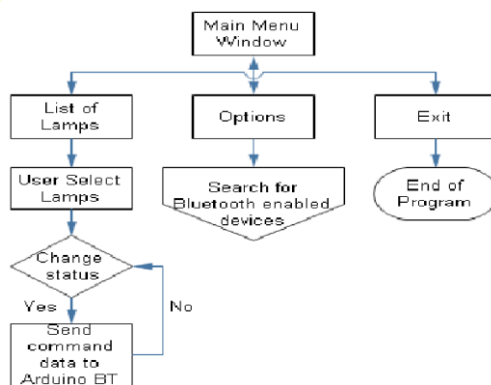 Main Menu
Window
List of
Lamps
Options
Exit
User Select
Lamps
Search for
Bluetooth enabled
devices
End of
Program
Change
status
Yes
No
Send
command
data to
Arduino BT